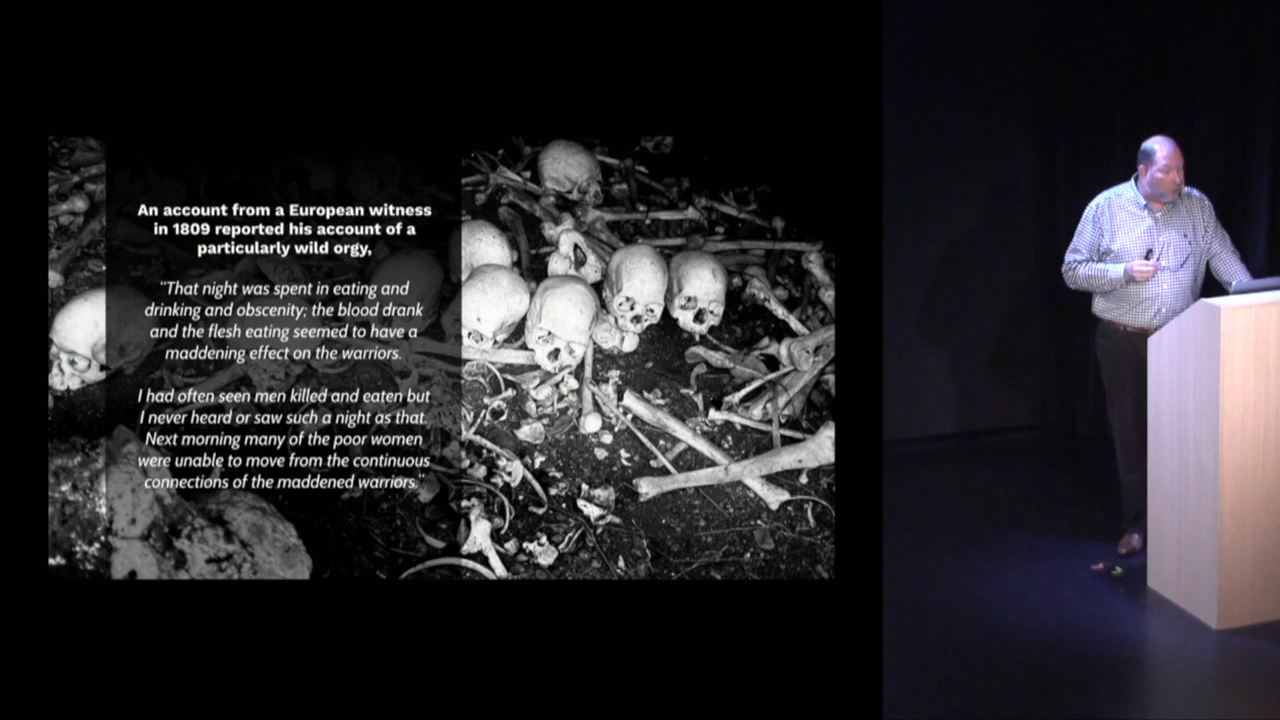 An account from a European witness
in 1809 reported his account of a
particularly wild orgy,
“That night was spent in eating and
drinking and obscenity; the blood drank
and the flesh eating seemed to have a
maddening effect on the warriors.
I had often seen men killed and eaten but
I never heard or saw such a night as that.
Next morning many of the poor women
were unable to move from the continuous
connections of the maddened warriors.”